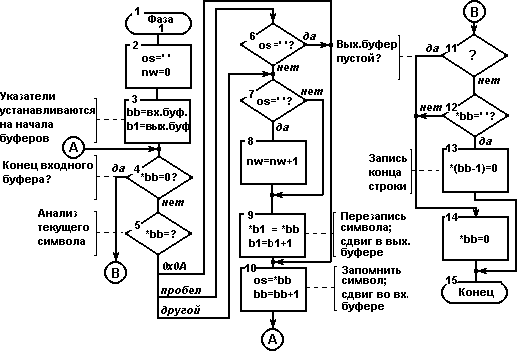 1
Фаза
1
2
os=' '
nw=0
Указатели
устанавливаются
на начала
буферов
3
bb=вх.буф.
b1=вых.буф
А
Конец входного
буфера?
да
4
*bb=0?
нет
Анализ
текущего
символа
5
*bb=?
В
0x0A
пробел
другой
6
os=' '?
да
нет
7
os=' '?
нет
да
8
nw=nw+1
9
*b1 = *bb
b1=b1+1
Перезапись
символа;
сдвиг в вых.
буфере
10
os=*bb
bb=bb+1
Запомнить
символ;
сдвиг во вх.
буфере
А
В
Вых.буфер
пустой?
да
11
?
нет
нет
12
*bb=' '?
да
Запись
конца
строки
13
*(bb-1)=0
14
*bb=0
15
Конец